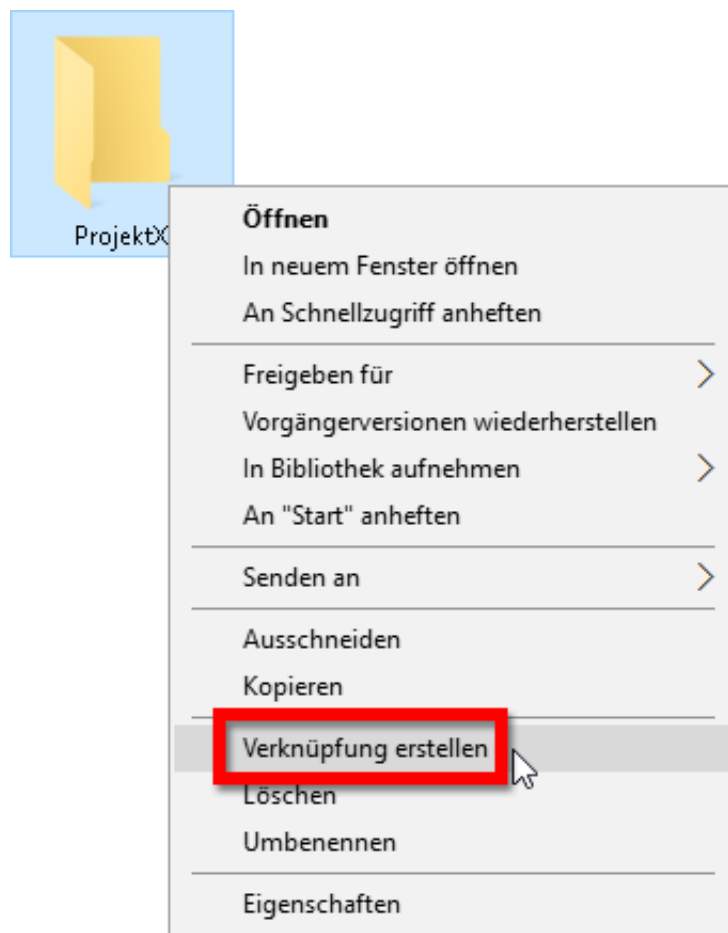 ProjektX
Öffnen
In neuem Fenster öffnen
An Schnellzugriff anheften
Freigeben für
Vorgängerversionen wiederherstellen
In Bibliothek aufnehmen
An "Start" anheften
Senden an
Ausschneiden
Kopieren
Verknüpfung erstellen
Löschen
Umbenennen
Eigenschaften